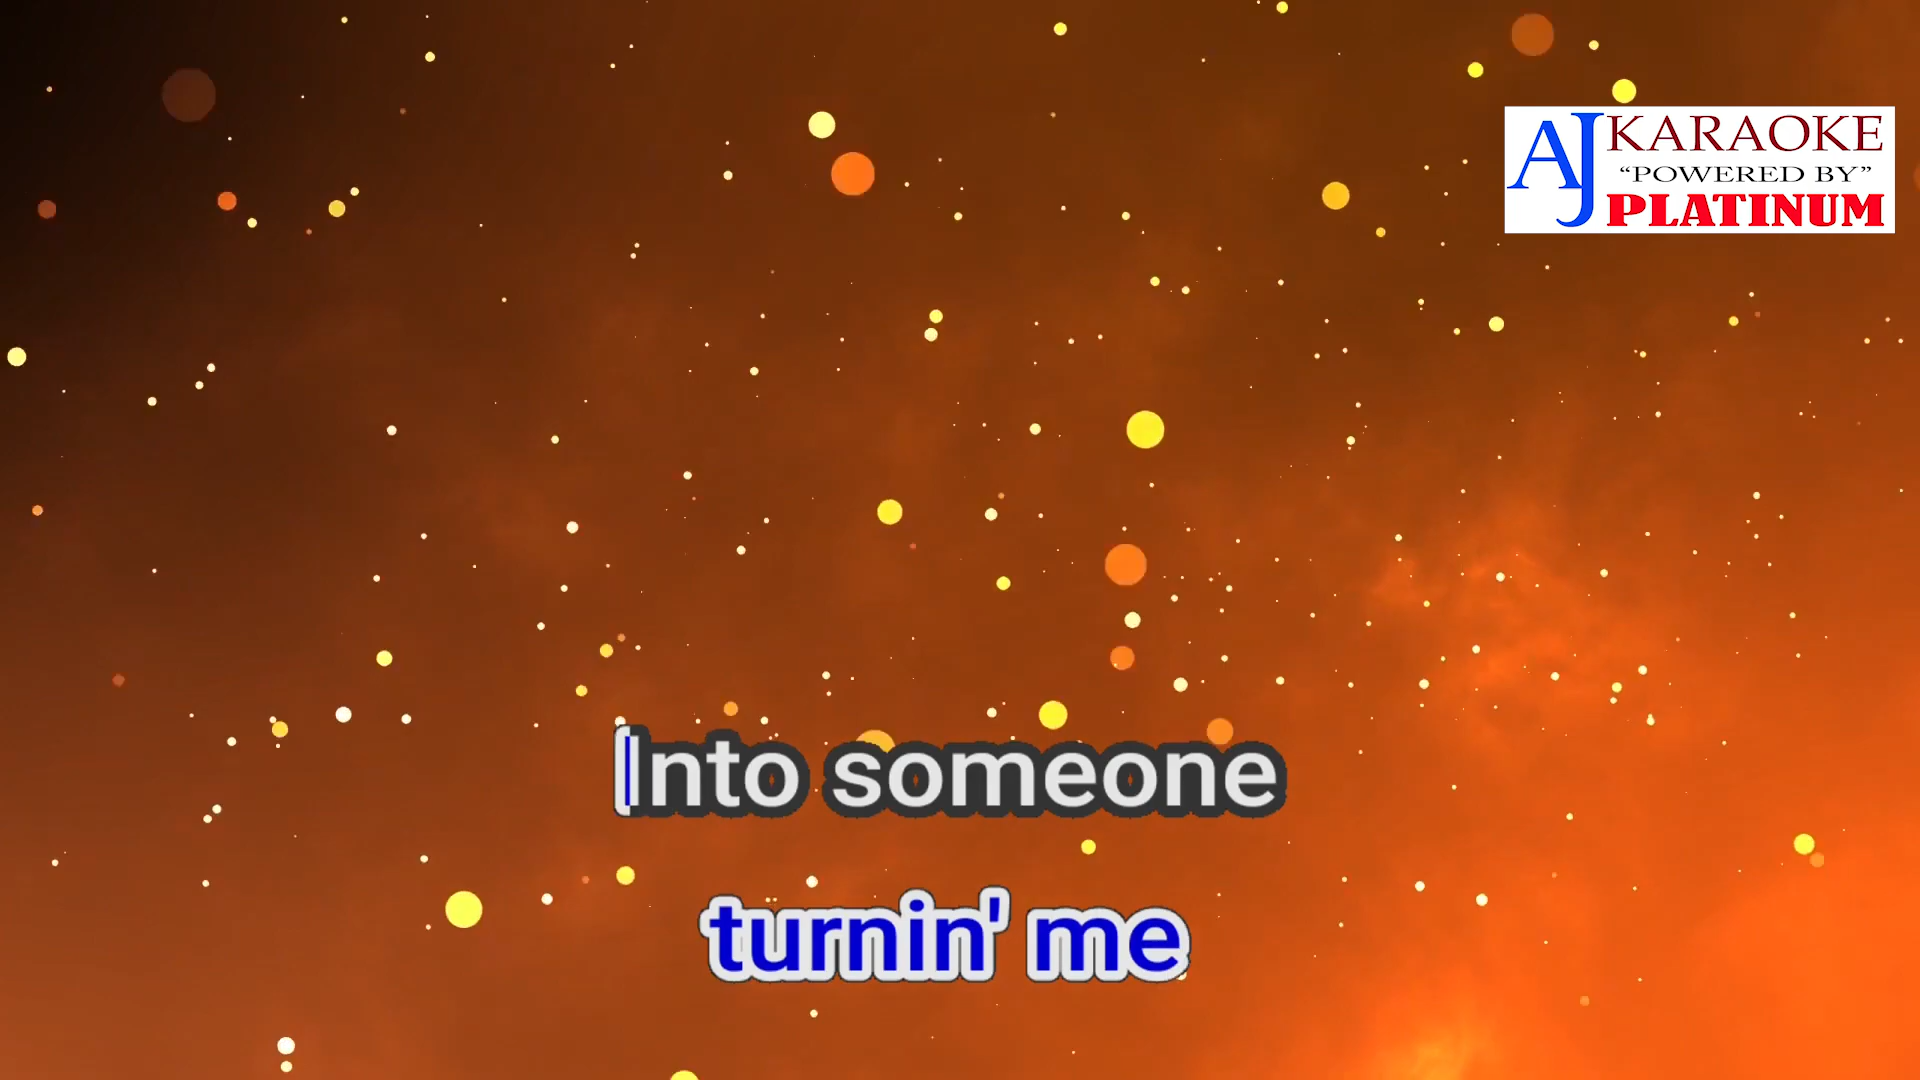 AJ KARAOKE
“POWERED BY”
PLATINUM
Into someone
turnin' me